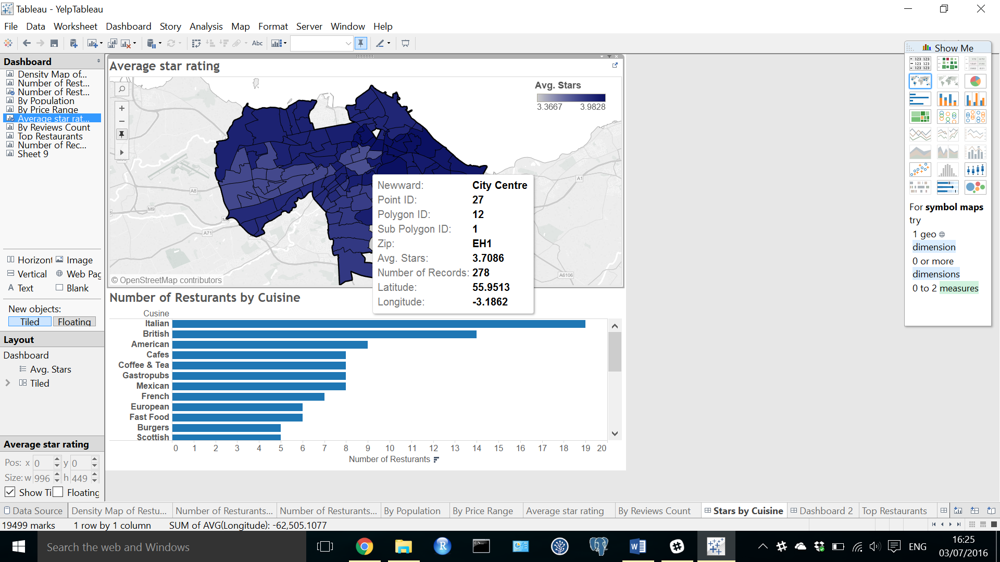 Tableau - YelpTableau
File Data Worksheet Dashboard Story Analysis Map Format Server Window Help
Abc
Dashboard
Density Map of...
Number of Rest...
Number of Rest...
By Population
By Price Range
Average star rat...
By Reviews Count
Top Restaurants
Number of Rec...
Sheet 9
Horizont Image
Vertical Web Pag
A Text Blank
New objects:
Tiled Floating
Layout
Dashboard
Avg. Stars
Tiled
Average star rating
Pos: x 0 y 0
Size: w 996 h 449
Show Ti Floating
Average star rating
Avg. Stars
3.3667 3.9828
A8
M9
A71
A1
A6106
© OpenStreetMap contributors
Newward: City Centre
Point ID: 27
Polygon ID: 12
Sub Polygon ID: 1
Zip: EH1
Avg. Stars: 3.7086
Number of Records: 278
Latitude: 55.9513
Longitude: -3.1862
Number of Resturants by Cuisine
Cusine
Italian
British
American
Cafes
Coffee & Tea
Gastropubs
Mexican
French
European
Fast Food
Burgers
Scottish
0 1 2 3 4 5 6 7 8 9 10 11 12 13 14 15 16 17 18 19 20
Number of Resturants
Show Me
For symbol maps
try
1 geo
dimension
0 or more
dimensions
0 to 2 measures
Data Source Density Map of Restu... Number of Resturants... Number of Resturants... By Population By Price Range Average star rating By Reviews Count Stars by Cuisine Dashboard 2 Top Restaurants
19499 marks 1 row by 1 column SUM of AVG(Longitude): -62,505.1077
Search the web and Windows
ENG
16:25
03/07/2016